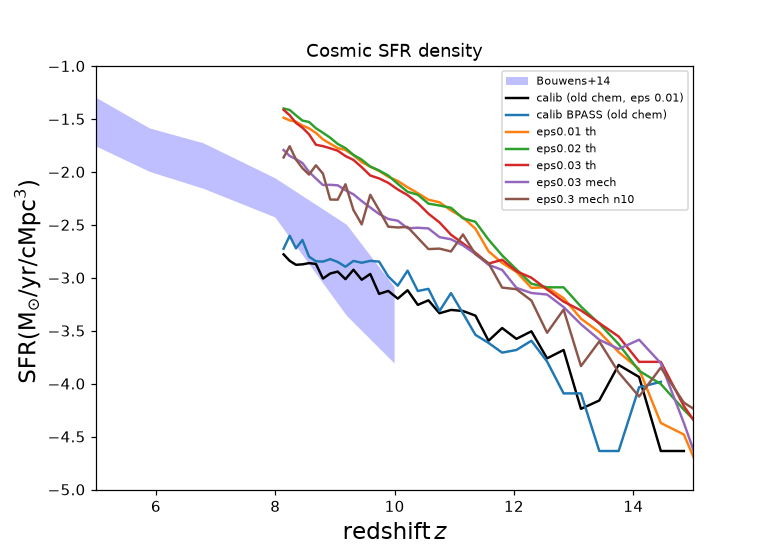 Cosmic SFR density
SFR(M⊙/yr/cMpc³)
−1.0
−1.5
−2.0
−2.5
−3.0
−3.5
−4.0
−4.5
−5.0
Bouwens+14
calib (old chem, eps 0.01)
calib BPASS (old chem)
eps0.01 th
eps0.02 th
eps0.03 th
eps0.03 mech
eps0.3 mech n10
6 8 10 12 14
redshift z